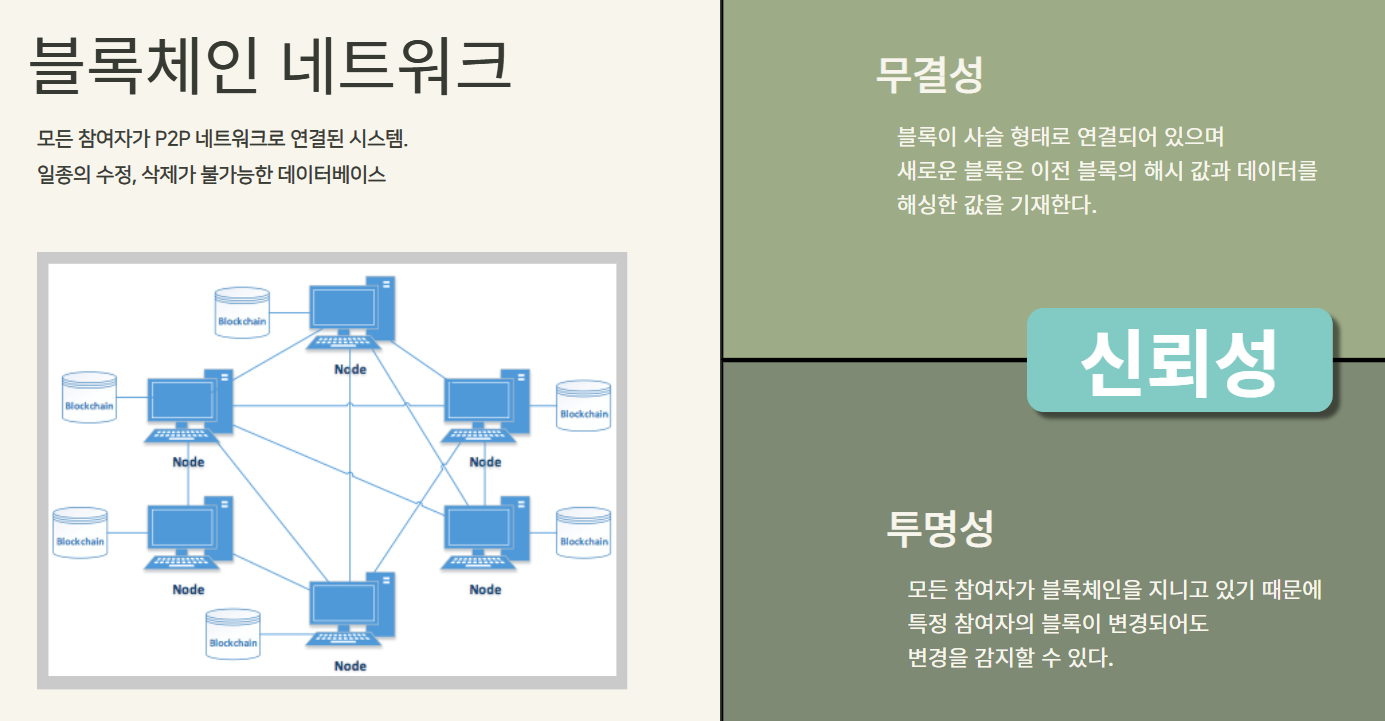 블록체인 네트워크
모든 참여자가 P2P 네트워크로 연결된 시스템.
일종의 수정, 삭제가 불가능한 데이터베이스
Blockchain
Node
Blockchain
Node
Blockchain
Node
Blockchain
Node
Blockchain
Node
Blockchain
Node
무결성
블록이 사슬 형태로 연결되어 있으며
새로운 블록은 이전 블록의 해시 값과 데이터를
해싱한 값을 기재한다.
신뢰성
투명성
모든 참여자가 블록체인을 지니고 있기 때문에
특정 참여자의 블록이 변경되어도
변경을 감지할 수 있다.